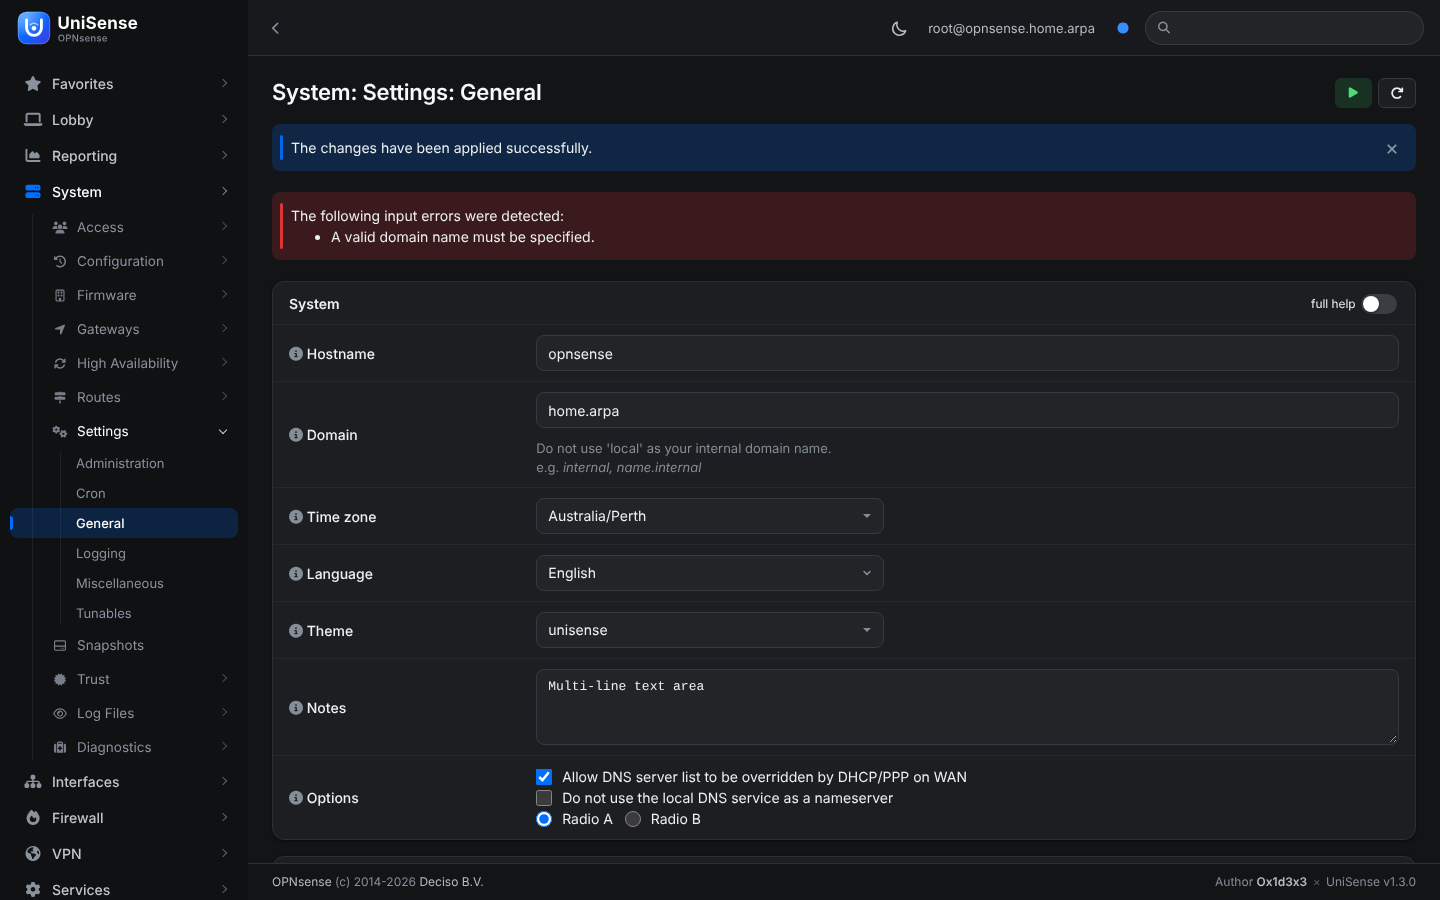 UniSense
OPNsense
root@opnsense.home.arpa
Favorites
Lobby
Reporting
System
Access
Configuration
Firmware
Gateways
High Availability
Routes
Settings
Administration
Cron
General
Logging
Miscellaneous
Tunables
Snapshots
Trust
Log Files
Diagnostics
Interfaces
Firewall
VPN
Services
System: Settings: General
The changes have been applied successfully.
The following input errors were detected:
• A valid domain name must be specified.
System
full help
Hostname
opnsense
Domain
home.arpa
Do not use 'local' as your internal domain name.
e.g. internal, name.internal
Time zone
Australia/Perth
Language
English
Theme
unisense
Notes
Multi-line text area
Options
Allow DNS server list to be overridden by DHCP/PPP on WAN
Do not use the local DNS service as a nameserver
Radio A Radio B
OPNsense (c) 2014-2026 Deciso B.V.
Author Ox1d3x3 × UniSense v1.3.0